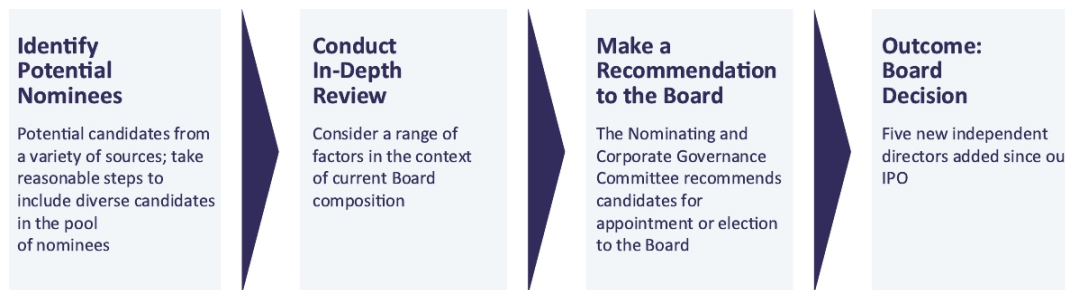 Identify
Potential
Nominees
Potential candidates from
a variety of sources; take
reasonable steps to
include diverse candidates
in the pool
of nominees
Conduct
In-Depth
Review
Consider a range of
factors in the context
of current Board
composition
Make a
Recommendation
to the Board
The Nominating and
Corporate Governance
Committee recommends
candidates for
appointment or election
to the Board
Outcome:
Board
Decision
Five new independent
directors added since ou
IPO